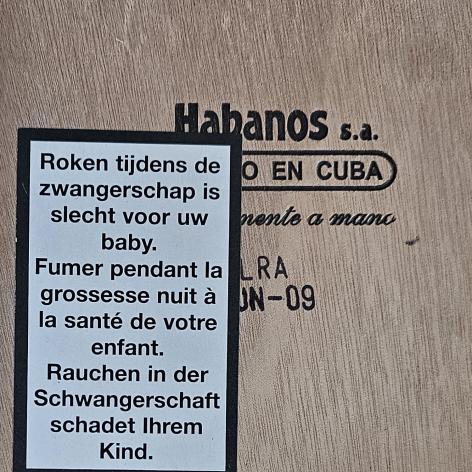 Habanos s.a.
O EN CUBA
mente a mano
LRA
UN-09
Roken tijdens de
zwangerschap is
slecht voor uw
baby.
Fumer pendant la
grossesse nuit à
la santé de votre
enfant.
Rauchen in der
Schwangerschaft
schadet Ihrem
Kind.